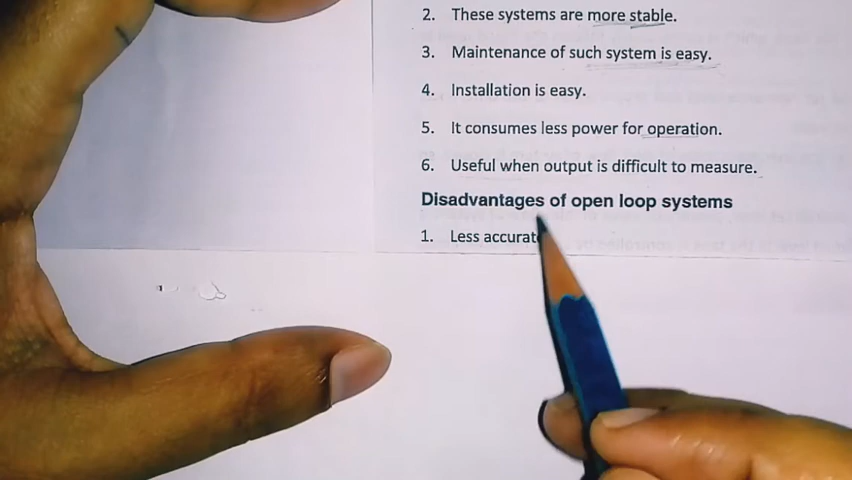 2. These systems are more stable.
3. Maintenance of such system is easy.
4. Installation is easy.
5. It consumes less power for operation.
6. Useful when output is difficult to measure.
Disadvantages of open loop systems
1. Less